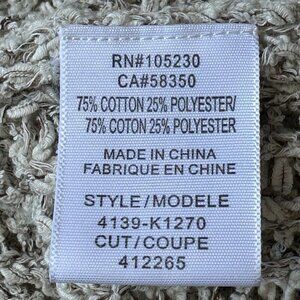 RN#105230
CA#58350
75% COTTON 25% POLYESTER/
75% COTON 25% POLYESTER
MADE IN CHINA
FABRIQUE EN CHINE
STYLE/MODELE
4139-K1270
CUT/COUPE
412265